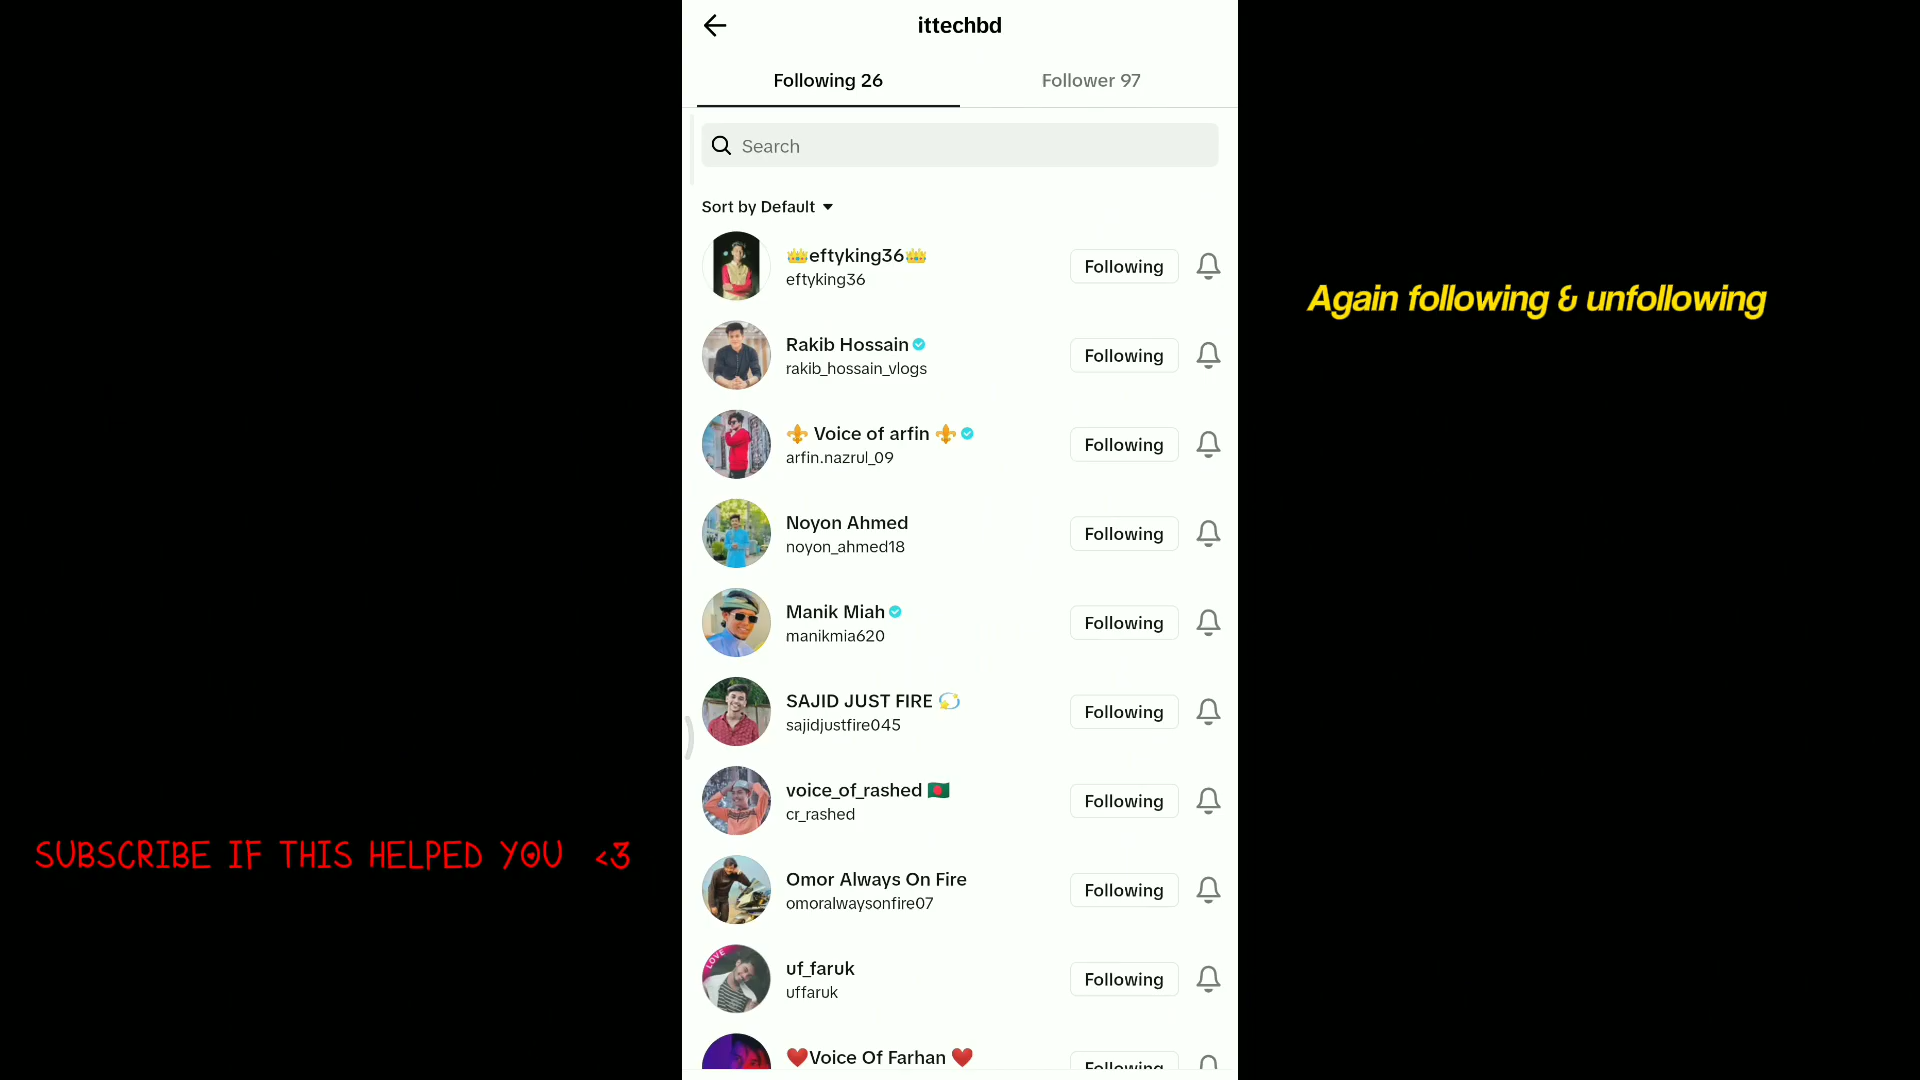 ittechbd
Following 26
Follower 97
Search
Sort by Default
👑eftyking36👑
eftyking36
Following
Rakib Hossain
rakib_hossain_vlogs
Following
⚜️ Voice of arfin ⚜️
arfin.nazrul_09
Following
Noyon Ahmed
noyon_ahmed18
Following
Manik Miah
manikmia620
Following
SAJID JUST FIRE 💫
sajidjustfire045
Following
voice_of_rashed 🇧🇩
cr_rashed
Following
Omor Always On Fire
omoralwaysonfire07
Following
LOVE
uf_faruk
uffaruk
Following
❤️Voice Of Farhan ❤️
Following
Again following & unfollowing
SUBSCRIBE IF THIS HELPED YOU <3